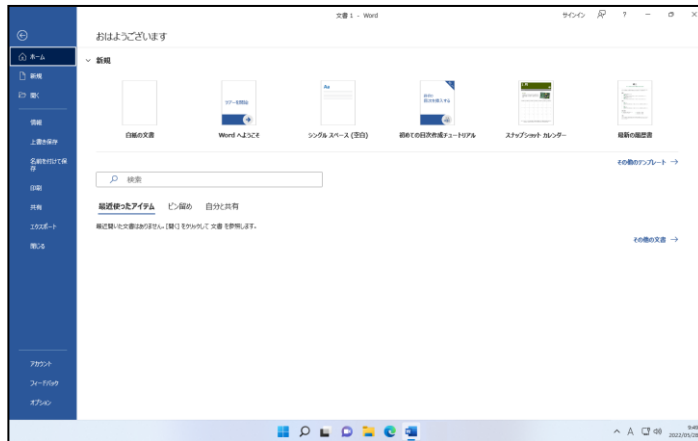 文書 1 - Word
サインイン
?
おはようございます
ホーム
新規
開く
情報
上書き保存
名前を付けて保
存
印刷
共有
エクスポート
閉じる
アカウント
フィードバック
オプション
新規
ツアーを開始
Aa
白紙の文書
Word へようこそ
シングル スペース (空白)
初めての目次作成チュートリアル
スナップショット カレンダー
最新の履歴書
その他のテンプレート →
検索
最近使ったアイテム ピン留め 自分と共有
最近開いた文書はありません。[開く] をクリックして 文書 を参照します。
その他の文書 →
A
9:49